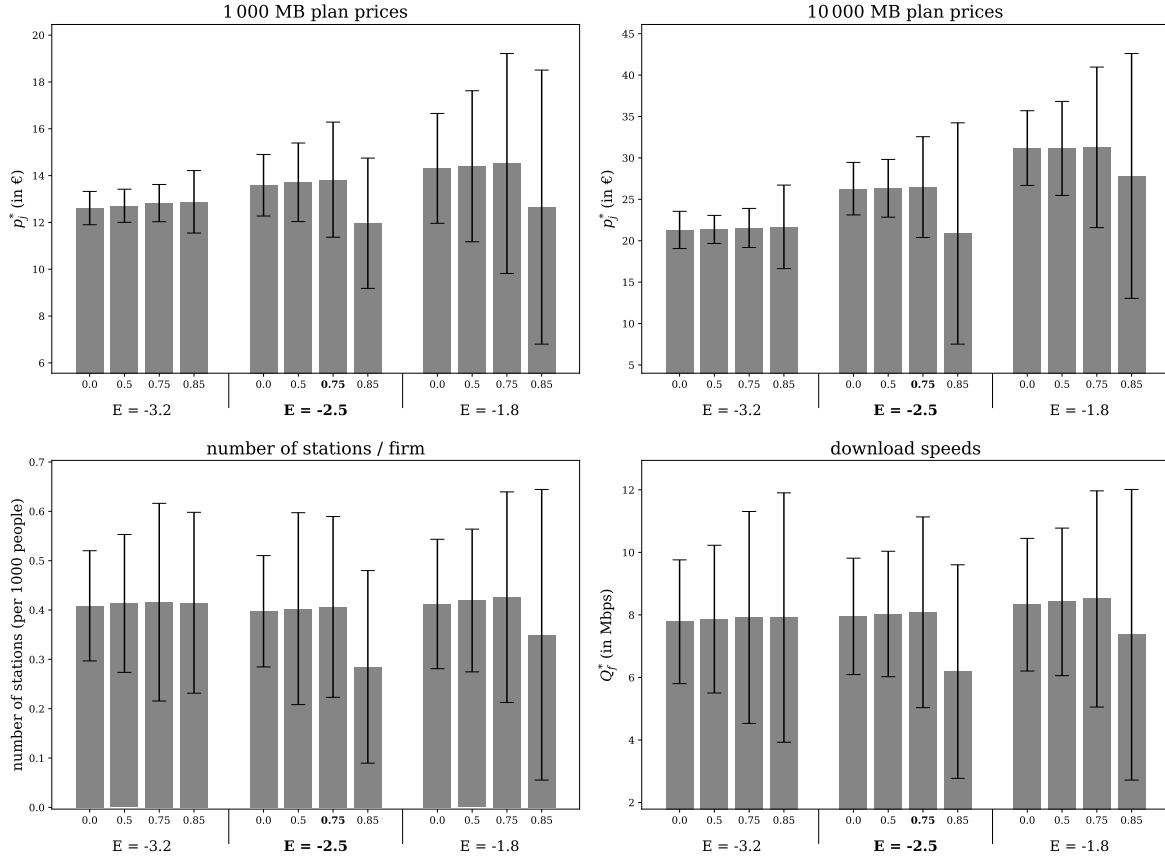 1 000 MB plan prices
20
18
16
14
12
10
8
6
p*j (in €)
0.0 0.5 0.75 0.85 0.0 0.5 0.75 0.85 0.0 0.5 0.75 0.85
E = -3.2 E = -2.5 E = -1.8
10 000 MB plan prices
45
40
35
30
25
20
15
10
5
p*j (in €)
0.0 0.5 0.75 0.85 0.0 0.5 0.75 0.85 0.0 0.5 0.75 0.85
E = -3.2 E = -2.5 E = -1.8
number of stations / firm
0.7
0.6
0.5
0.4
0.3
0.2
0.1
0.0
number of stations (per 1000 people)
0.0 0.5 0.75 0.85 0.0 0.5 0.75 0.85 0.0 0.5 0.75 0.85
E = -3.2 E = -2.5 E = -1.8
download speeds
12
10
8
6
4
2
Q*f (in Mbps)
0.0 0.5 0.75 0.85 0.0 0.5 0.75 0.85 0.0 0.5 0.75 0.85
E = -3.2 E = -2.5 E = -1.8